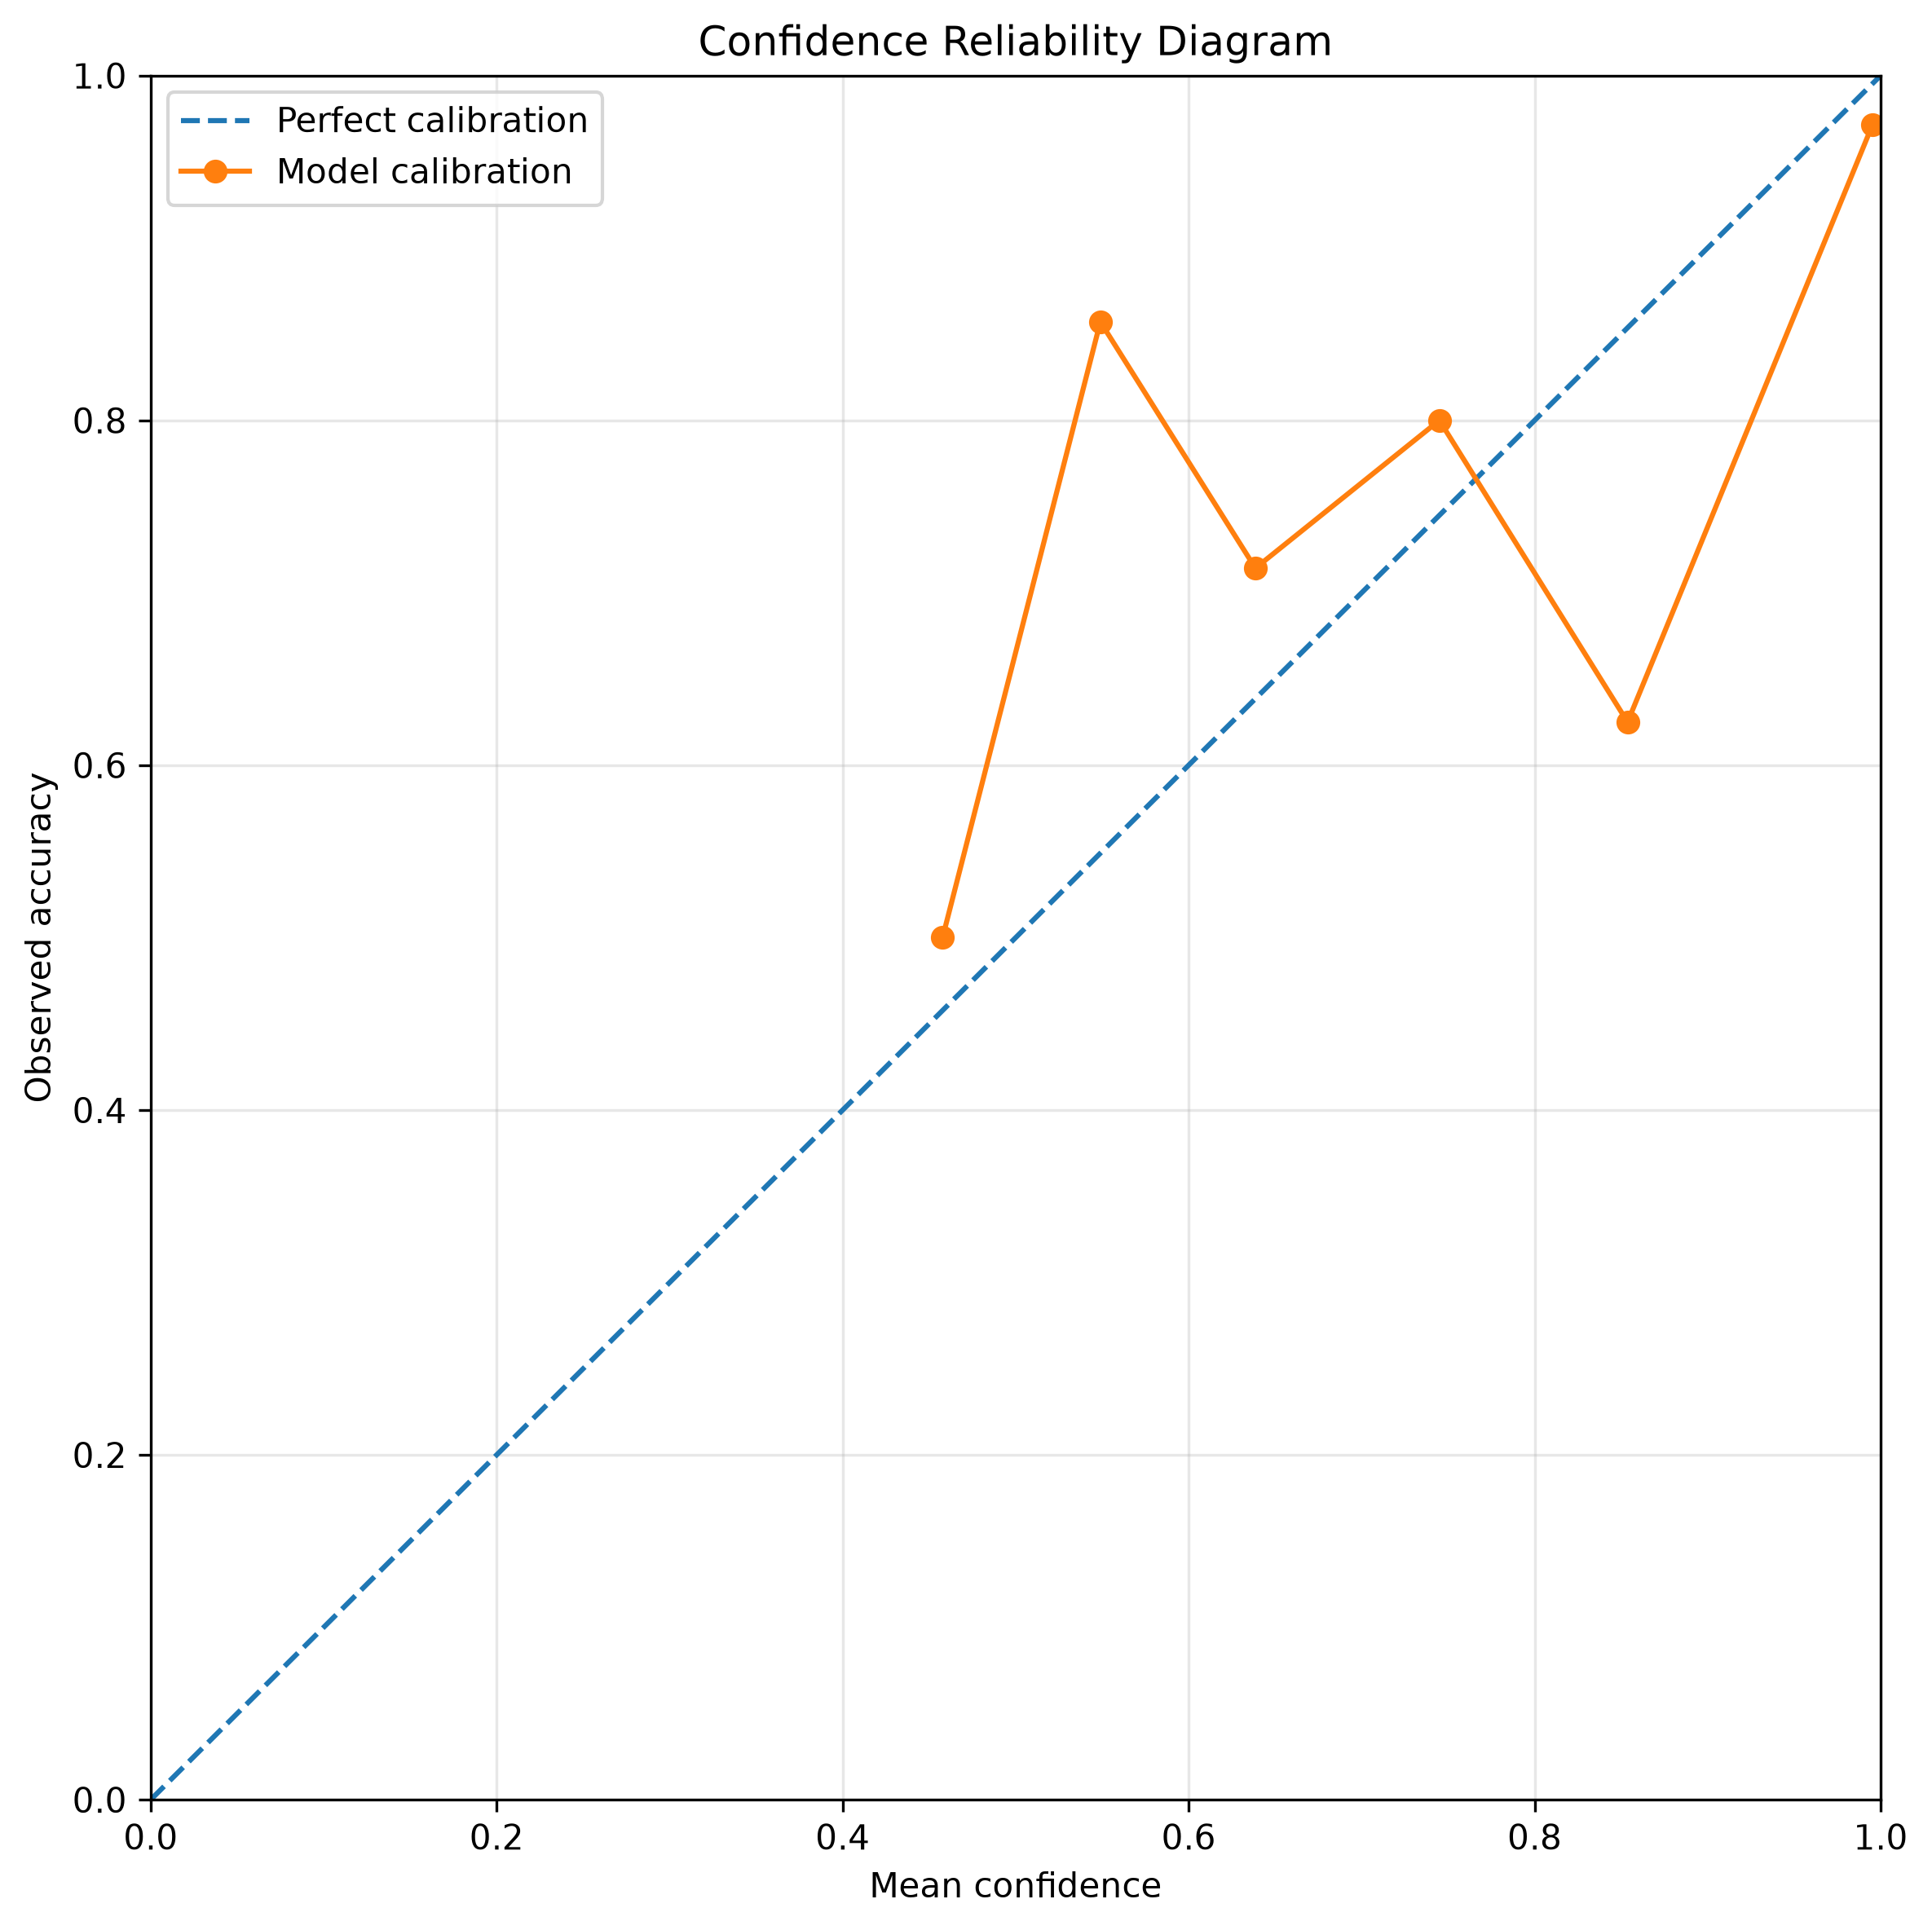 Confidence Reliability Diagram
Perfect calibration
Model calibration
1.0
0.8
0.6
0.4
0.2
0.0
Observed accuracy
0.0 0.2 0.4 0.6 0.8 1.0
Mean confidence